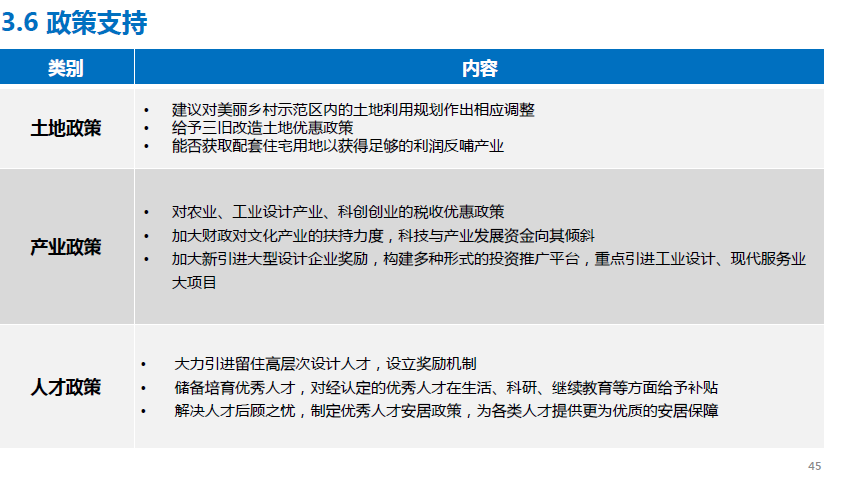 3.6 政策支持
类别 内容
土地政策
• 建议对美丽乡村示范区内的土地利用规划作出相应调整
• 给予三旧改造土地优惠政策
• 能否获取配套住宅用地以获得足够的利润反哺产业
产业政策
• 对农业、工业设计产业、科创创业的税收优惠政策
• 加大财政对文化产业的扶持力度，科技与产业发展资金向其倾斜
• 加大新引进大型设计企业奖励，构建多种形式的投资推广平台，重点引进工业设计、现代服务业
大项目
人才政策
• 大力引进留住高层次设计人才，设立奖励机制
• 储备培育优秀人才，对经认定的优秀人才在生活、科研、继续教育等方面给予补贴
• 解决人才后顾之忧，制定优秀人才安居政策，为各类人才提供更为优质的安居保障
45